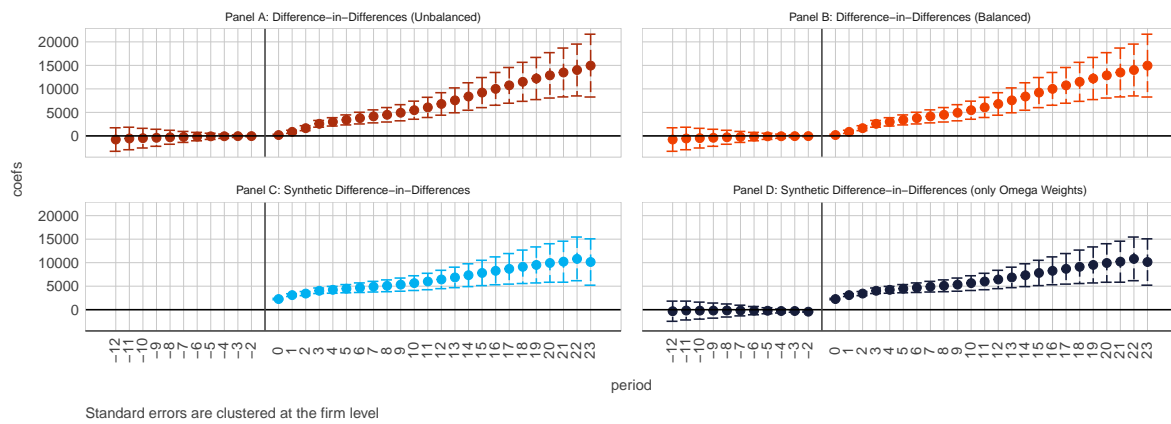 Panel A: Difference−in−Differences (Unbalanced)
Panel B: Difference−in−Differences (Balanced)
20000
15000
10000
5000
0
coefs
Panel C: Synthetic Difference−in−Differences
Panel D: Synthetic Difference−in−Differences (only Omega Weights)
20000
15000
10000
5000
0
−12 −11 −10 −9 −8 −7 −6 −5 −4 −3 −2 0 1 2 3 4 5 6 7 8 9 10 11 12 13 14 15 16 17 18 19 20 21 22 23
−12 −11 −10 −9 −8 −7 −6 −5 −4 −3 −2 0 1 2 3 4 5 6 7 8 9 10 11 12 13 14 15 16 17 18 19 20 21 22 23
period
Standard errors are clustered at the firm level